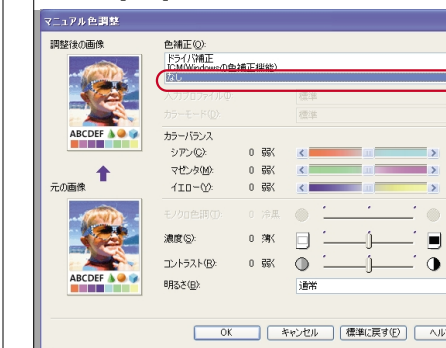 マニュアル色調整
調整後の画像
色補正(Q):
ドライバ補正
ICM(Windowsの色補正機能)
なし
入力プロファイル(I)
標準
カラーモード(D):
標準
ABCDEF
カラーバランス
シアン(C): 0 弱く
マゼンタ(M): 0 弱く
元の画像
イエロー(Y): 0 弱く
モノクロ色調(T): 0 冷黒
濃度(S): 0 薄く
コントラスト(R): 0 弱く
ABCDEF
明るさ(B): 通常
OK
キャンセル
標準に戻す(F)
ヘル